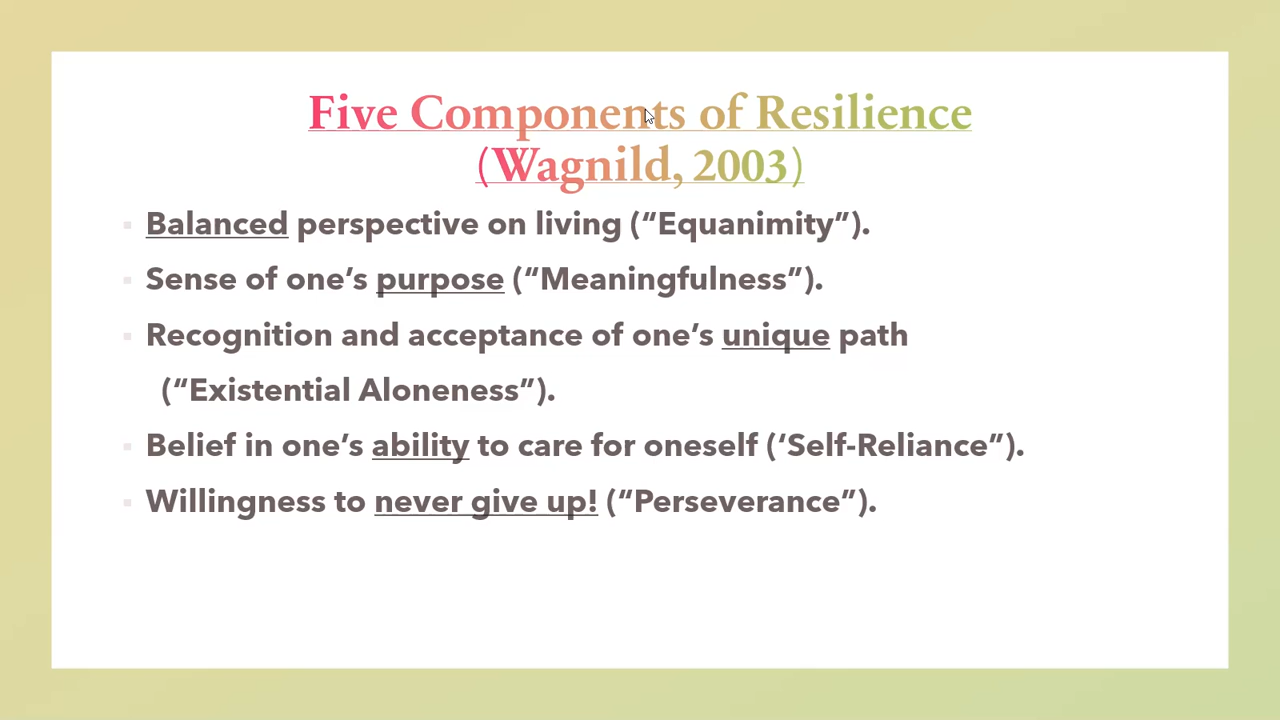 Five Components of Resilience
(Wagnild, 2003)
Balanced perspective on living (“Equanimity”).
Sense of one’s purpose (“Meaningfulness”).
Recognition and acceptance of one’s unique path
(“Existential Aloneness”).
Belief in one’s ability to care for oneself (‘Self-Reliance”).
Willingness to never give up! (“Perseverance”).